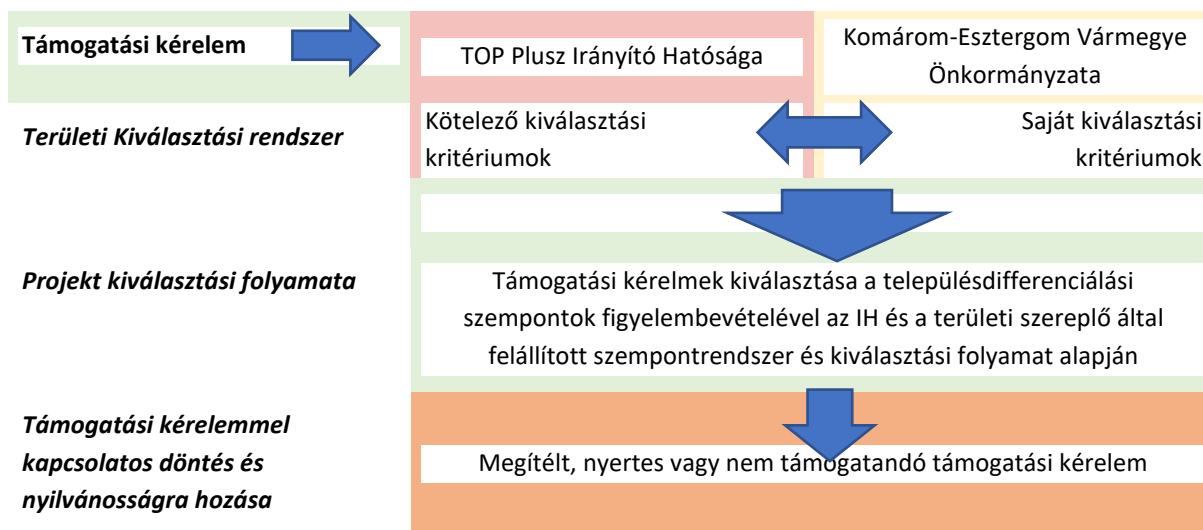 Támogatási kérelem
TOP Plusz Irányító Hatósága
Komárom-Esztergom Vármegye
Önkormányzata
Területi Kiválasztási rendszer
Kötelező kiválasztási
kritériumok
Saját kiválasztási
kritériumok
Projekt kiválasztási folyamata
Támogatási kérelmek kiválasztása a településdifferenciálási
szempontok figyelembevételével az IH és a területi szereplő által
felállított szempontrendszer és kiválasztási folyamat alapján
Támogatási kérelemmel
kapcsolatos döntés és
nyilvánosságra hozása
Megítélt, nyertes vagy nem támogatandó támogatási kérelem